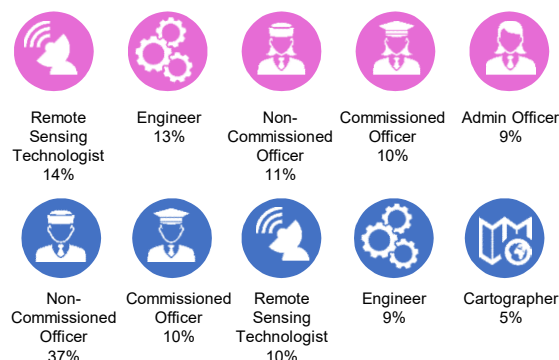 Remote
Sensing
Technologist
14%
Engineer
13%
Non-
Commissioned
Officer
11%
Commissioned
Officer
10%
Admin Officer
9%
Non-
Commissioned
Officer
37%
Commissioned
Officer
10%
Remote
Sensing
Technologist
10%
Engineer
9%
Cartographer
5%